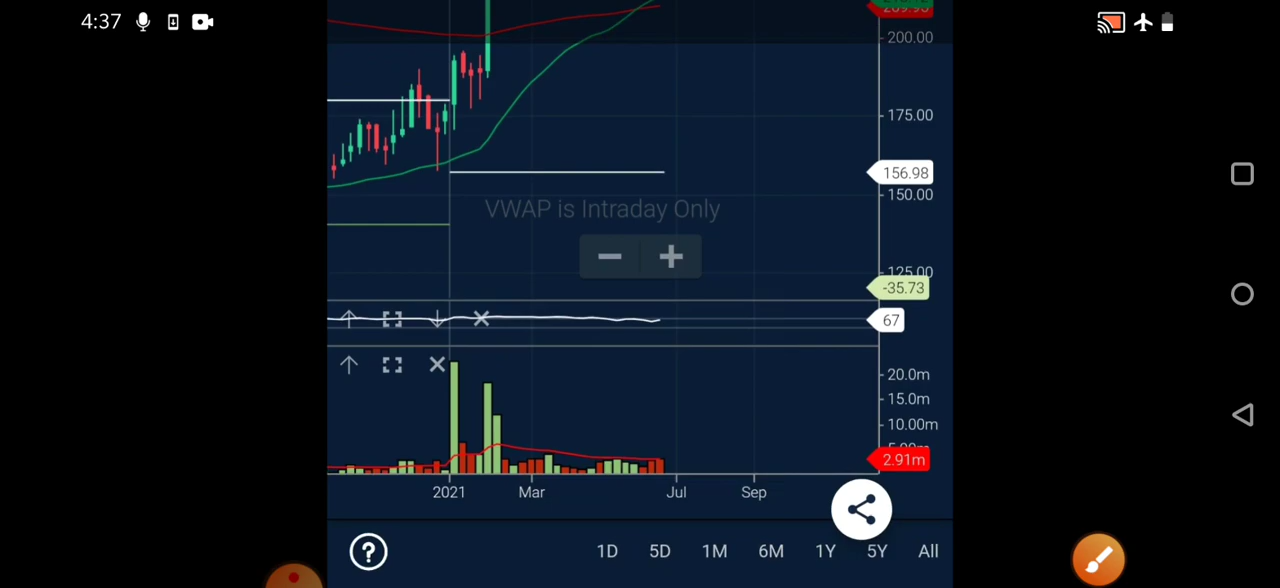 4:37
200.00
175.00
156.98
150.00
VWAP is Intraday Only
125.00
-35.73
67
20.0m
15.0m
10.00m
2.91m
2021 Mar Jul Sep
? 1D 5D 1M 6M 1Y 5Y All